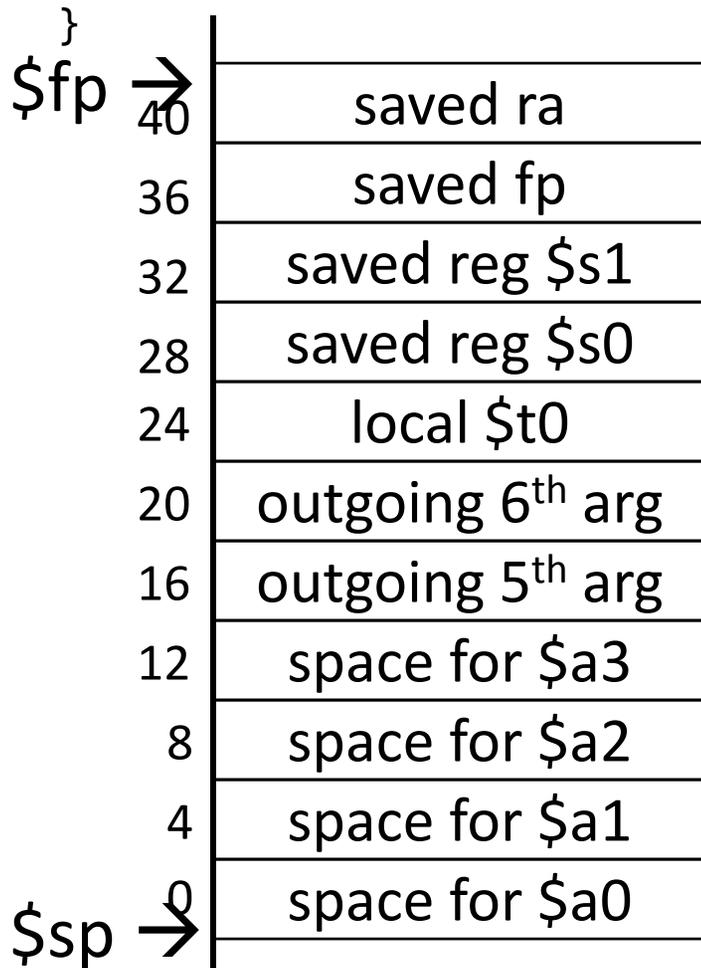 }
$fp →
40 saved ra
36 saved fp
32 saved reg $s1
28 saved reg $s0
24 local $t0
20 outgoing 6th arg
16 outgoing 5th arg
12 space for $a3
8 space for $a2
4 space for $a1
0 space for $a0
$sp →